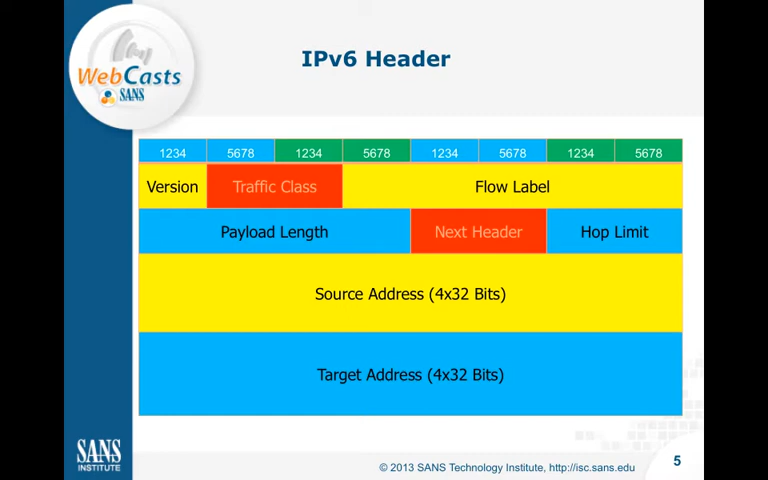 IPv6 Header
WebCasts
SANS
1234 5678 1234 5678 1234 5678 1234 5678
Version Traffic Class Flow Label
Payload Length Next Header Hop Limit
Source Address (4x32 Bits)
Target Address (4x32 Bits)
SANS
INSTITUTE
© 2013 SANS Technology Institute, http://isc.sans.edu
5